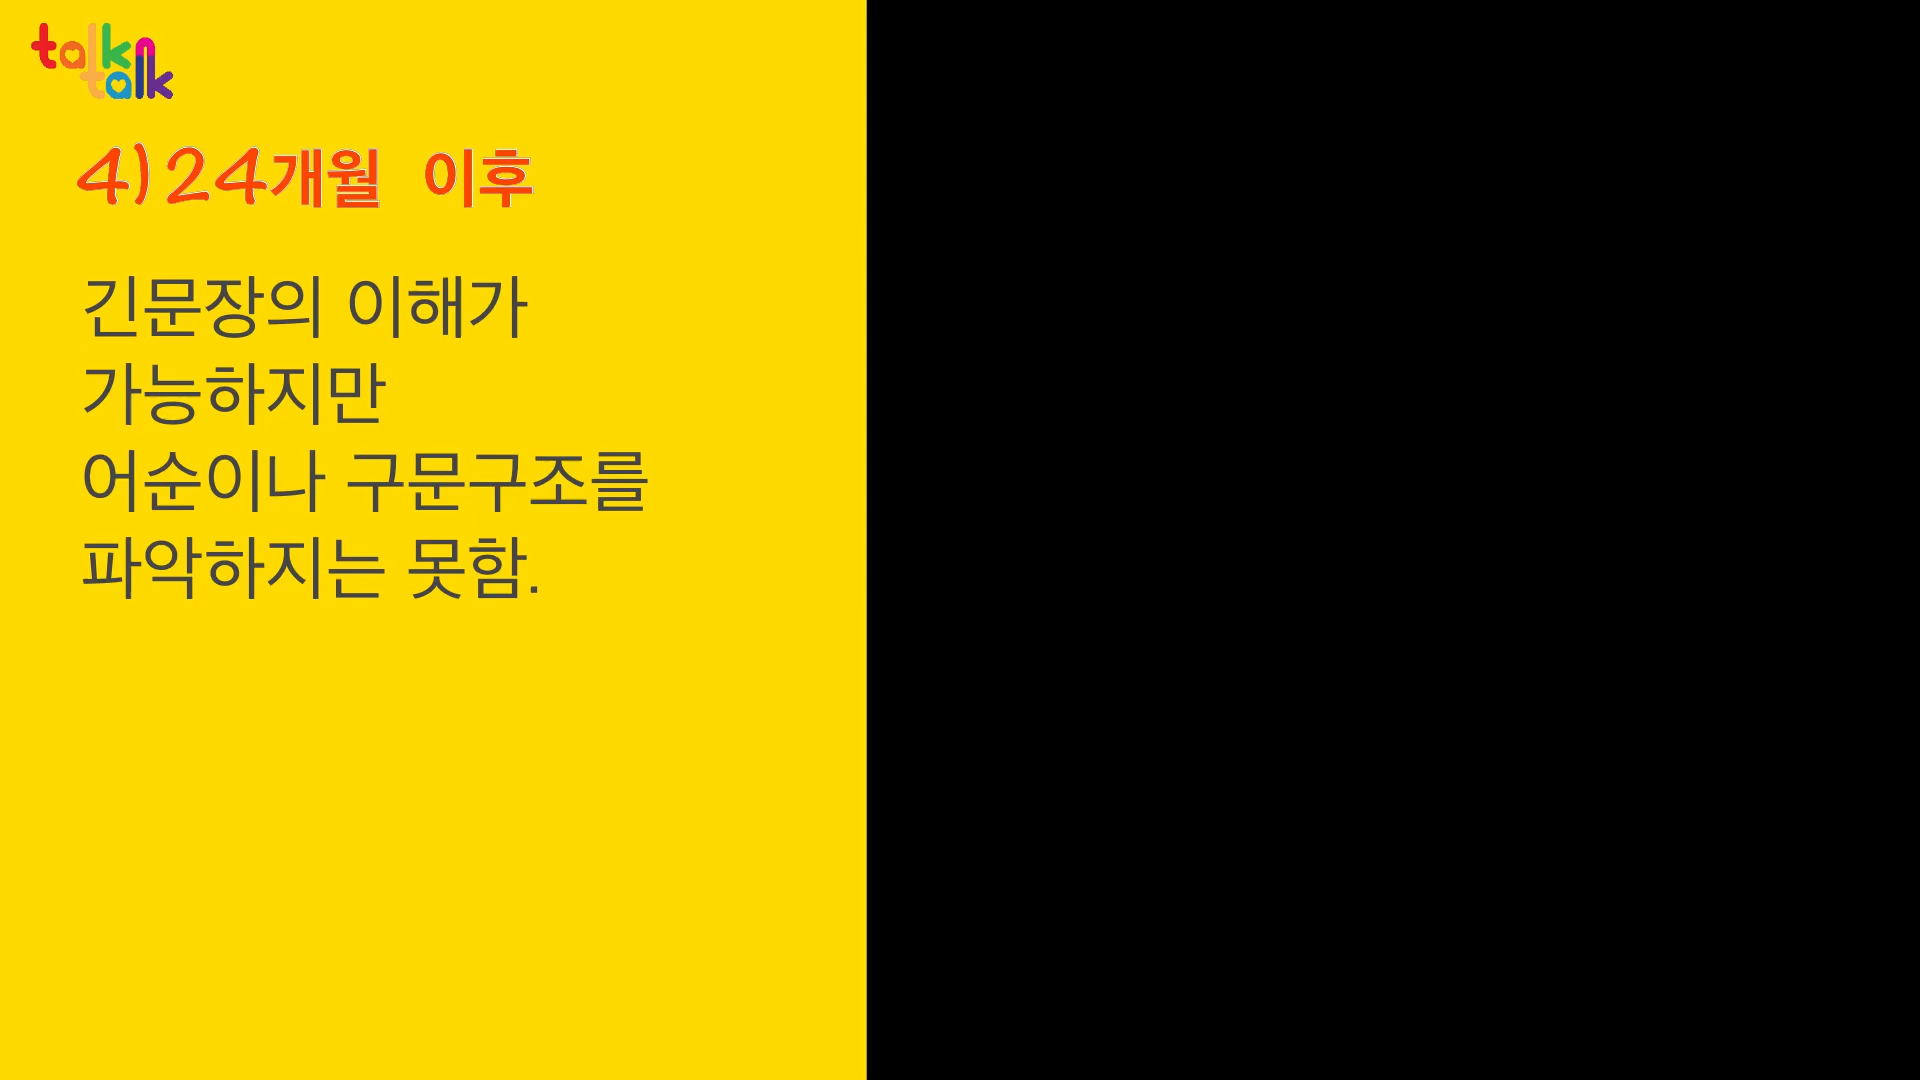 talk n
talk
4) 24개월 이후
긴문장의 이해가
가능하지만
어순이나 구문구조를
파악하지는 못함.